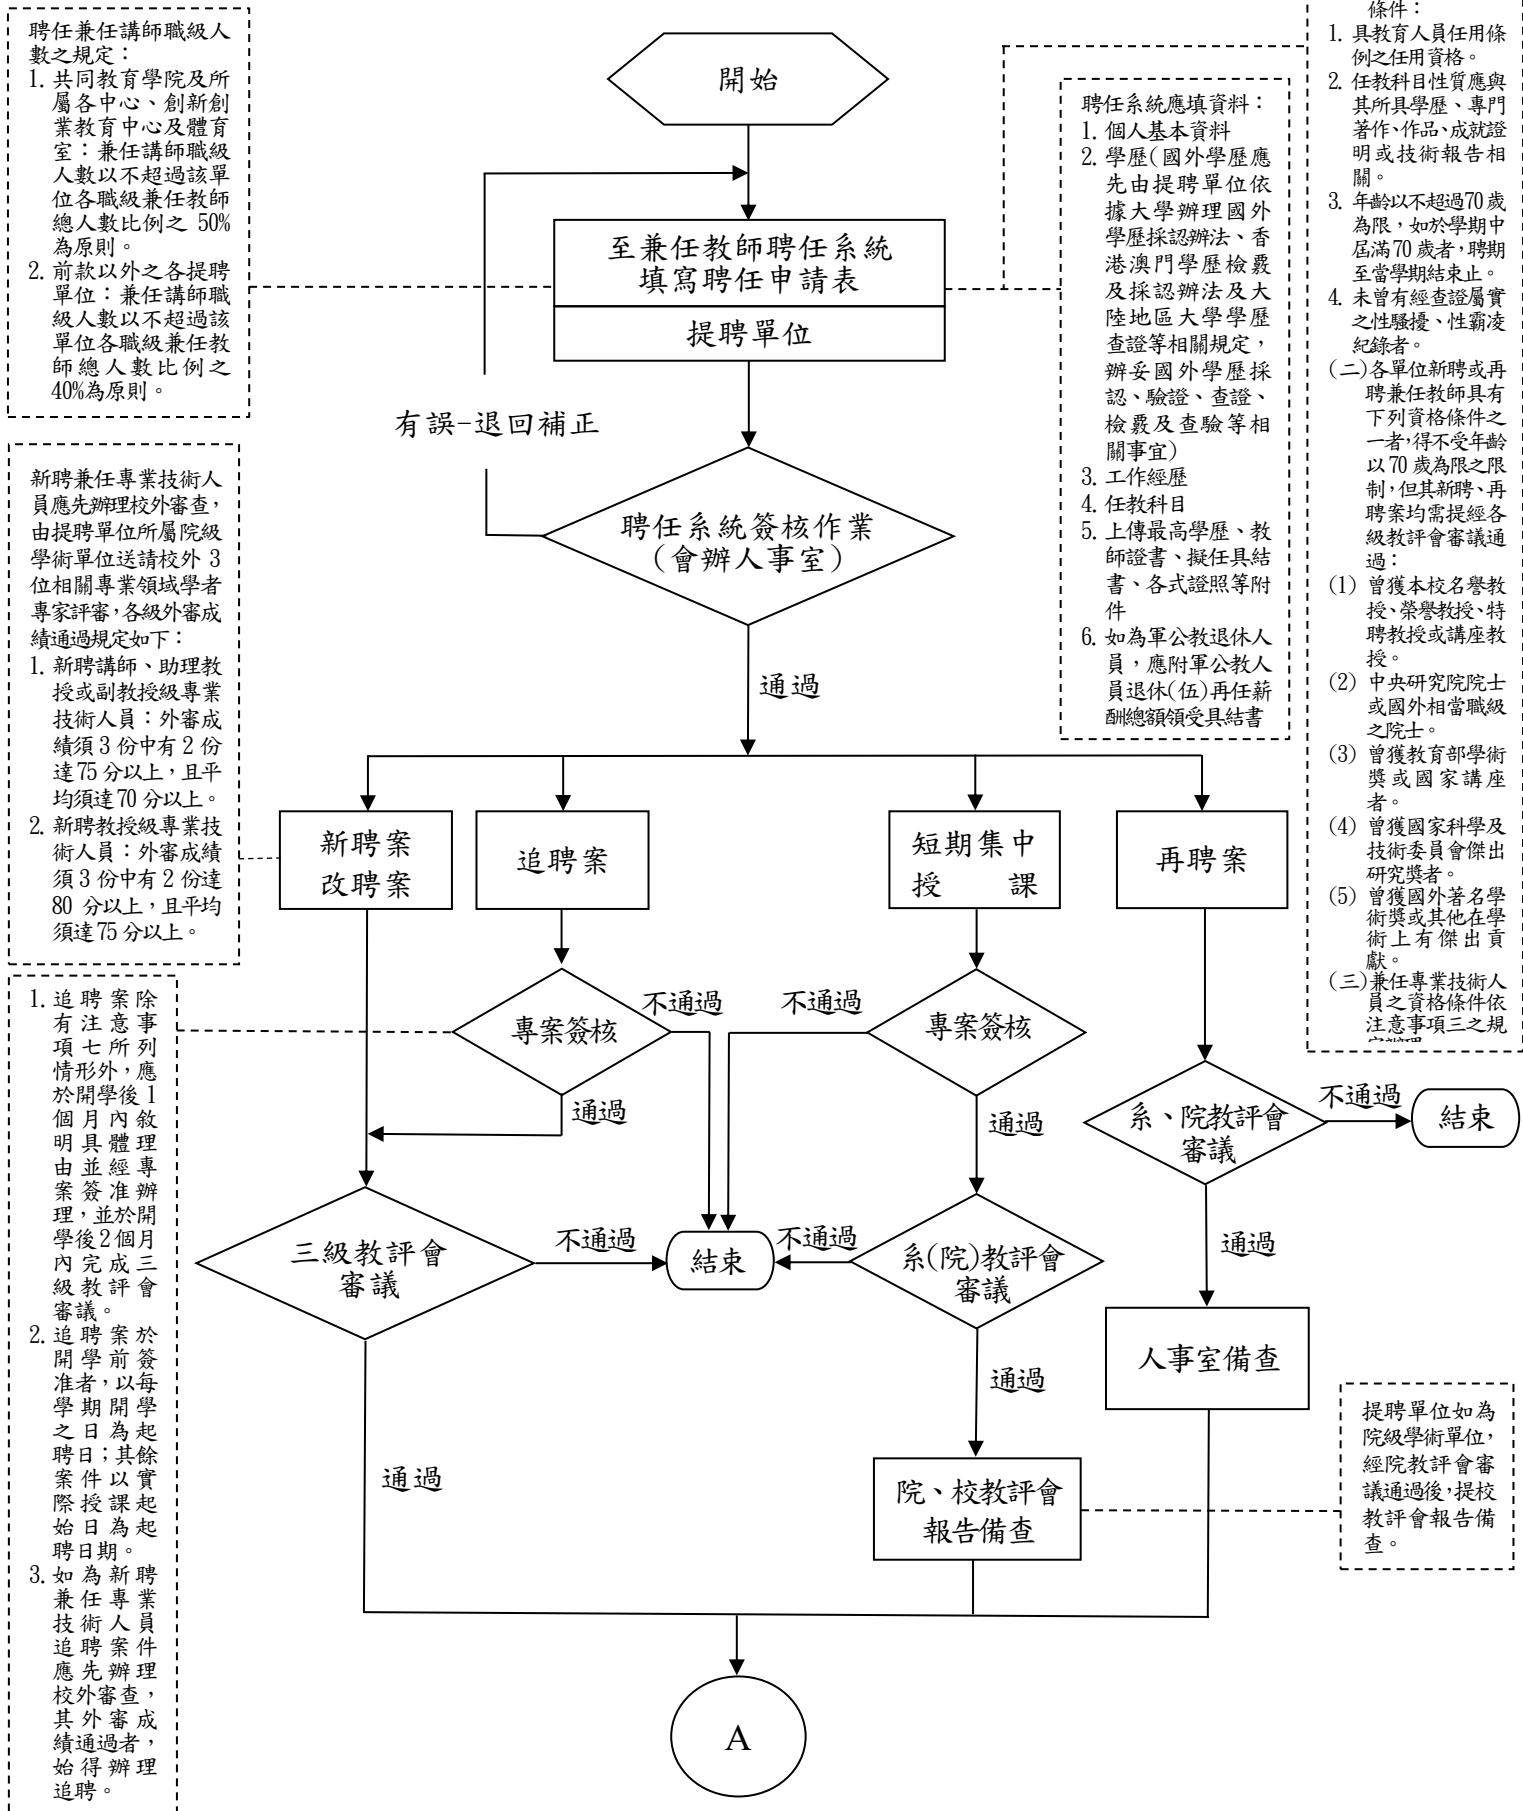 聘任兼任講師職級人
數之規定：
1. 共同教育學院及所
屬各中心、創新創
業教育中心及體育
室：兼任講師職級
人數以不超過該單
位各職級兼任教師
總人數比例之 50%
為原則。
2. 前款以外之各提聘
單位：兼任講師職
級人數以不超過該
單位各職級兼任教
師總人數比例之
40%為原則。
新聘兼任專業技術人
員應先辦理校外審查，
由提聘單位所屬院級
學術單位送請校外 3
位相關專業領域學者
專家評審，各級外審成
績通過規定如下：
1. 新聘講師、助理教
授或副教授級專業
技術人員：外審成
績須 3 份中有 2 份
達 75 分以上，且平
均須達 70 分以上。
2. 新聘教授級專業技
術人員：外審成績
須 3 份中有 2 份達
80 分以上，且平均
須達 75 分以上。
1. 追聘案除
有注意事
項七所列
情形外，應
於開學後 1
個月內敘
明具體理
由並經專
案簽准辦
理，並於開
學後 2 個月
內完成三
級教評會
審議。
2. 追聘案於
開學前簽
准者，以每
學期開學
之日為起
聘日；其餘
案件以實
際授課起
始日為起
聘日期。
3. 如為新聘
兼任專業
技術人員
追聘案件
應先辦理
校外審查，
其外審成
績通過者，
始得辦理
追聘。
開始
至兼任教師聘任系統
填寫聘任申請表
提聘單位
有誤-退回補正
聘任系統簽核作業
(會辦人事室)
通過
新聘案
改聘案
追聘案
短期集中
授 課
再聘案
專案簽核
不通過
不通過
專案簽核
通過
通過
系、院教評會
審議
不通過
結束
三級教評會
審議
不通過
結束
不通過
系(院)教評會
審議
通過
人事室備查
通過
通過
院、校教評會
報告備查
A
聘任系統應填資料：
1. 個人基本資料
2. 學歷(國外學歷應
先由提聘單位依
據大學辦理國外
學歷採認辦法、香
港澳門學歷檢覈
及採認辦法及大
陸地區大學學歷
查證等相關規定，
辦妥國外學歷採
認、驗證、查證、
檢覈及查驗等相
關事宜)
3. 工作經歷
4. 任教科目
5. 上傳最高學歷、教
師證書、擬任具結
書、各式證照等附
件
6. 如為軍公教退休人
員，應附軍公教人
員退休(伍)再任薪
酬總額領受具結書
條件：
1. 具教育人員任用條
例之任用資格。
2. 任教科目性質應與
其所具學歷、專門
著作、作品、成就證
明或技術報告相
關。
3. 年齡以不超過 70 歲
為限，如於學期中
屆滿 70 歲者，聘期
至當學期結束止。
4. 未曾有經查證屬實
之性騷擾、性霸凌
紀錄者。
(二)各單位新聘或再
聘兼任教師具有
下列資格條件之
一者，得不受年齡
以 70 歲為限之限
制，但其新聘、再
聘案均需提經各
級教評會審議通
過：
(1) 曾獲本校名譽教
授、榮譽教授、特
聘教授或講座教
授。
(2) 中央研究院院士
或國外相當職級
之院士。
(3) 曾獲教育部學術
獎或國家講座
者。
(4) 曾獲國家科學及
技術委員會傑出
研究獎者。
(5) 曾獲國外著名學
術獎或其他在學
術上有傑出貢
獻。
(三)兼任專業技術人
員之資格條件依
注意事項三之規
提聘單位如為
院級學術單位，
經院教評會審
議通過後，提校
教評會報告備
查。